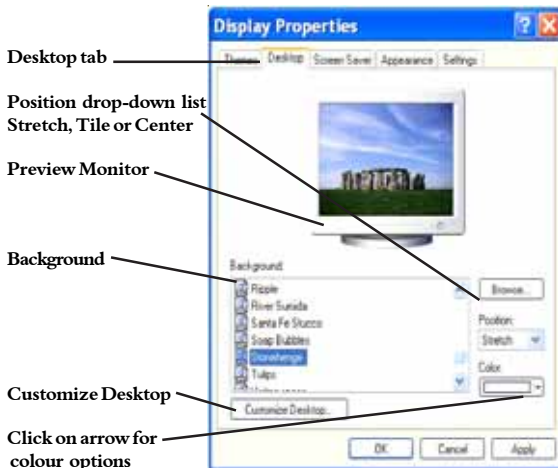 Display Properties
Desktop tab
Themes Desktop Screen Saver Appearance Settings
Position drop-down list
Stretch, Tile or Center
Preview Monitor
Background
Background:
Ripple
River Sumida
Santa Fe Stucco
Soap Bubbles
Stonehenge
Tulips
Browse...
Position:
Stretch
Color:
Customize Desktop
Customize Desktop...
Click on arrow for
colour options
OK Cancel Apply